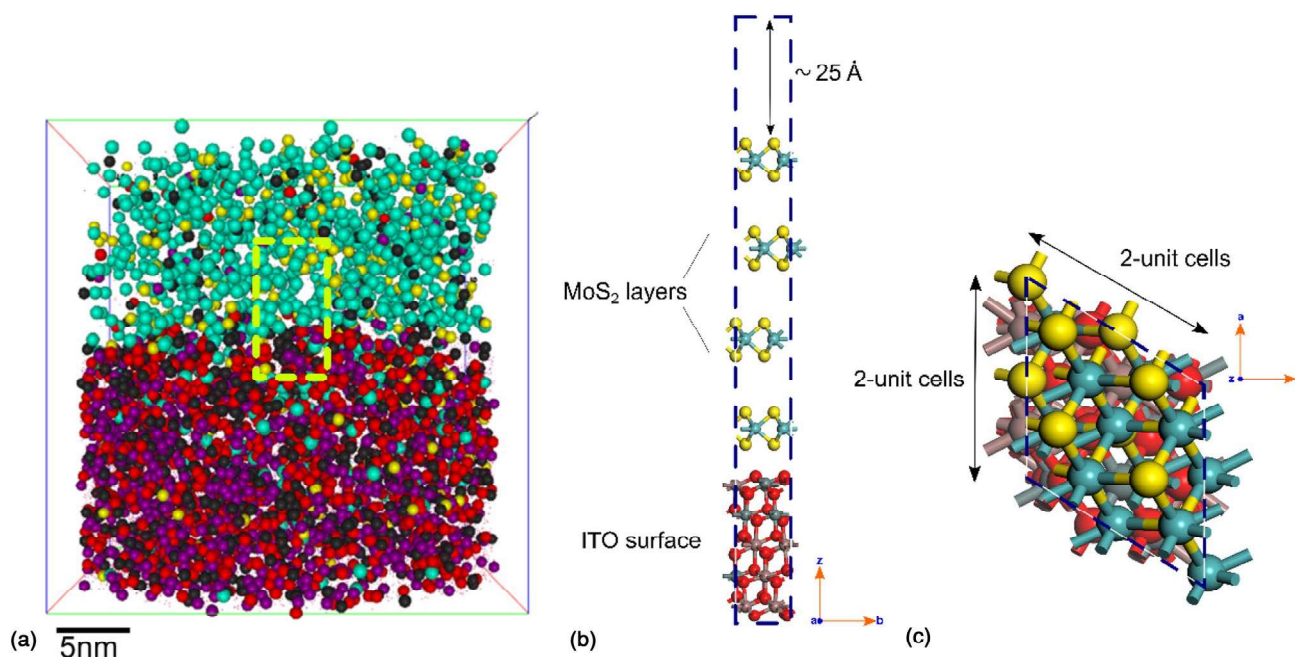 (a)
5nm
~ 25 Å
MoS₂ layers
ITO surface
z
a
b
(b)
2-unit cells
2-unit cells
a
z
(c)